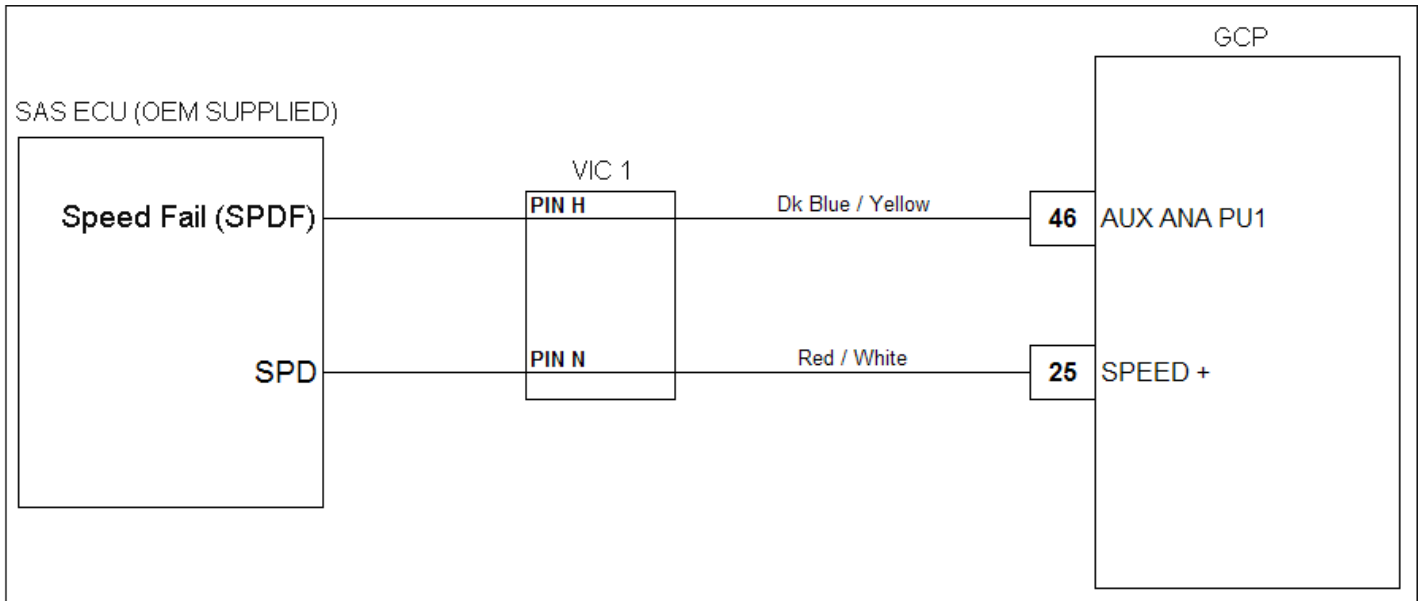 GCP
SAS ECU (OEM SUPPLIED)
VIC 1
Speed Fail (SPDF)
PIN H
Dk Blue / Yellow
46
AUX ANA PU1
SPD
PIN N
Red / White
25
SPEED +